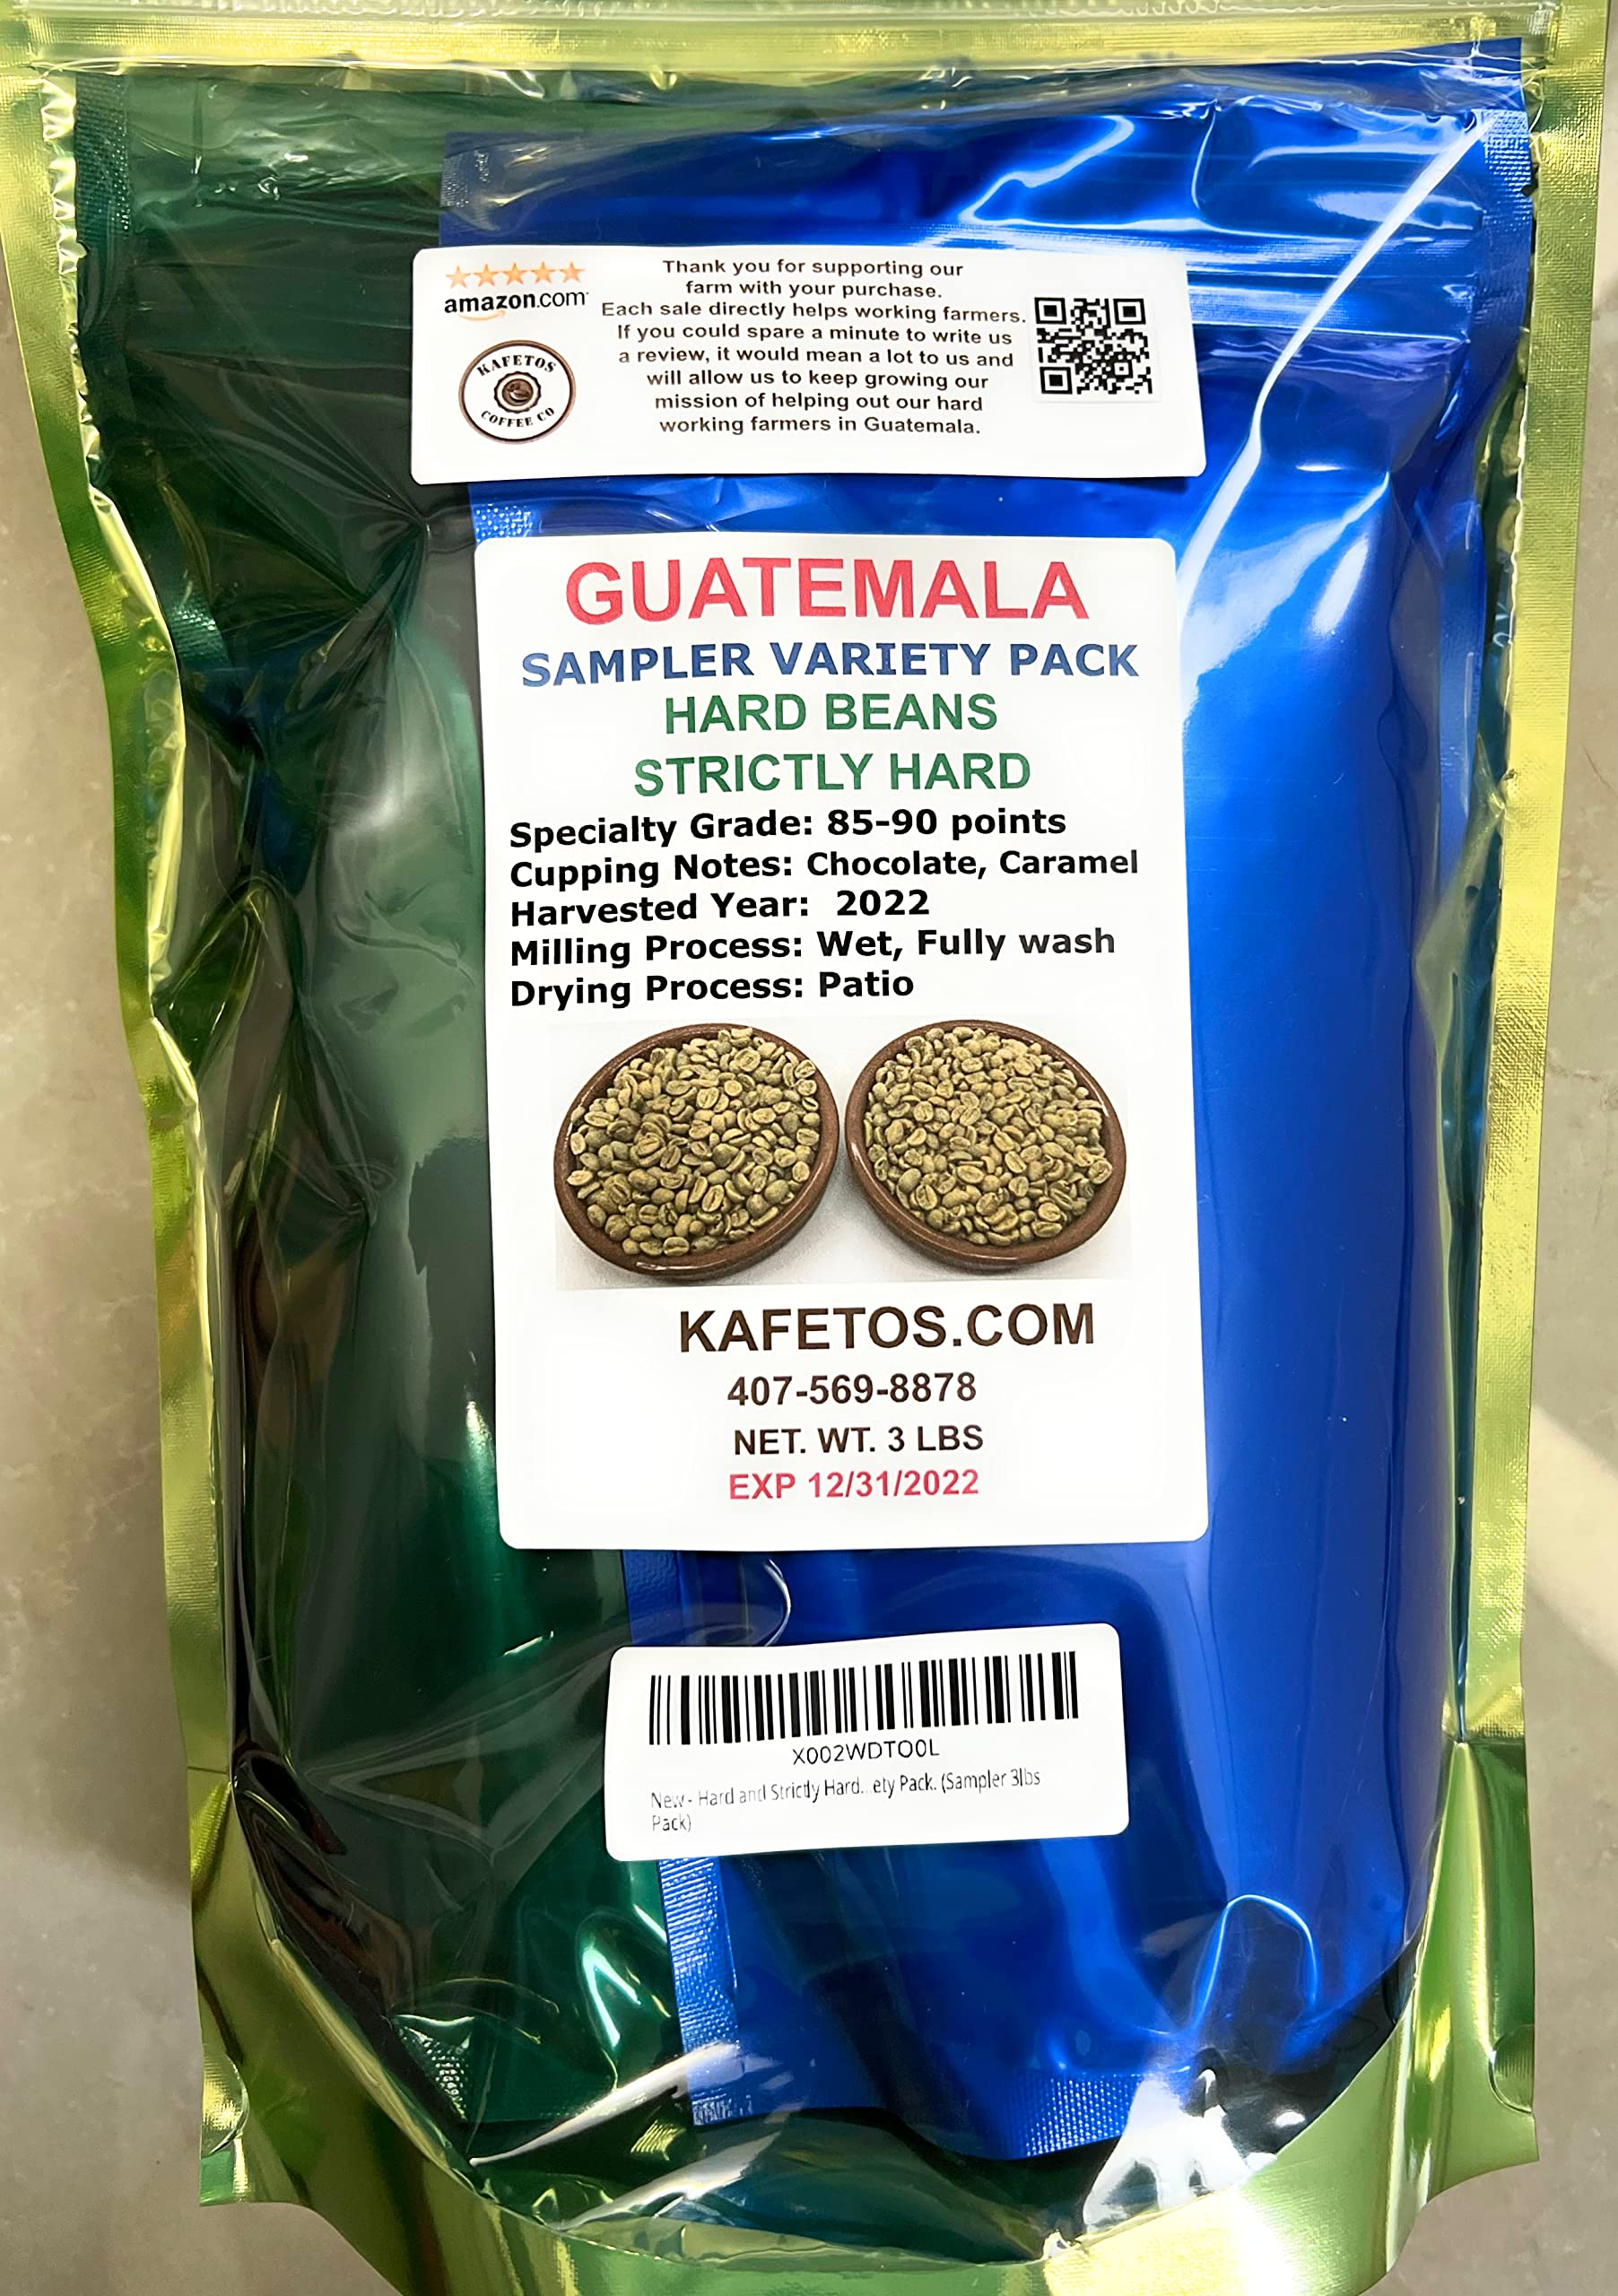 amazon.com
KAFETOS
COFFEE CO
Thank you for supporting our
farm with your purchase.
Each sale directly helps working farmers.
If you could spare a minute to write us
a review, it would mean a lot to us and
will allow us to keep growing our
mission of helping out our hard
working farmers in Guatemala.
GUATEMALA
SAMPLER VARIETY PACK
HARD BEANS
STRICTLY HARD
Specialty Grade: 85-90 points
Cupping Notes: Chocolate, Caramel
Harvested Year: 2022
Milling Process: Wet, Fully wash
Drying Process: Patio
KAFETOS.COM
407-569-8878
NET. WT. 3 LBS
EXP 12/31/2022
X002WDTO0L
New - Hard and Strictly Hard...ety Pack. (Sampler 3lbs
Pack)